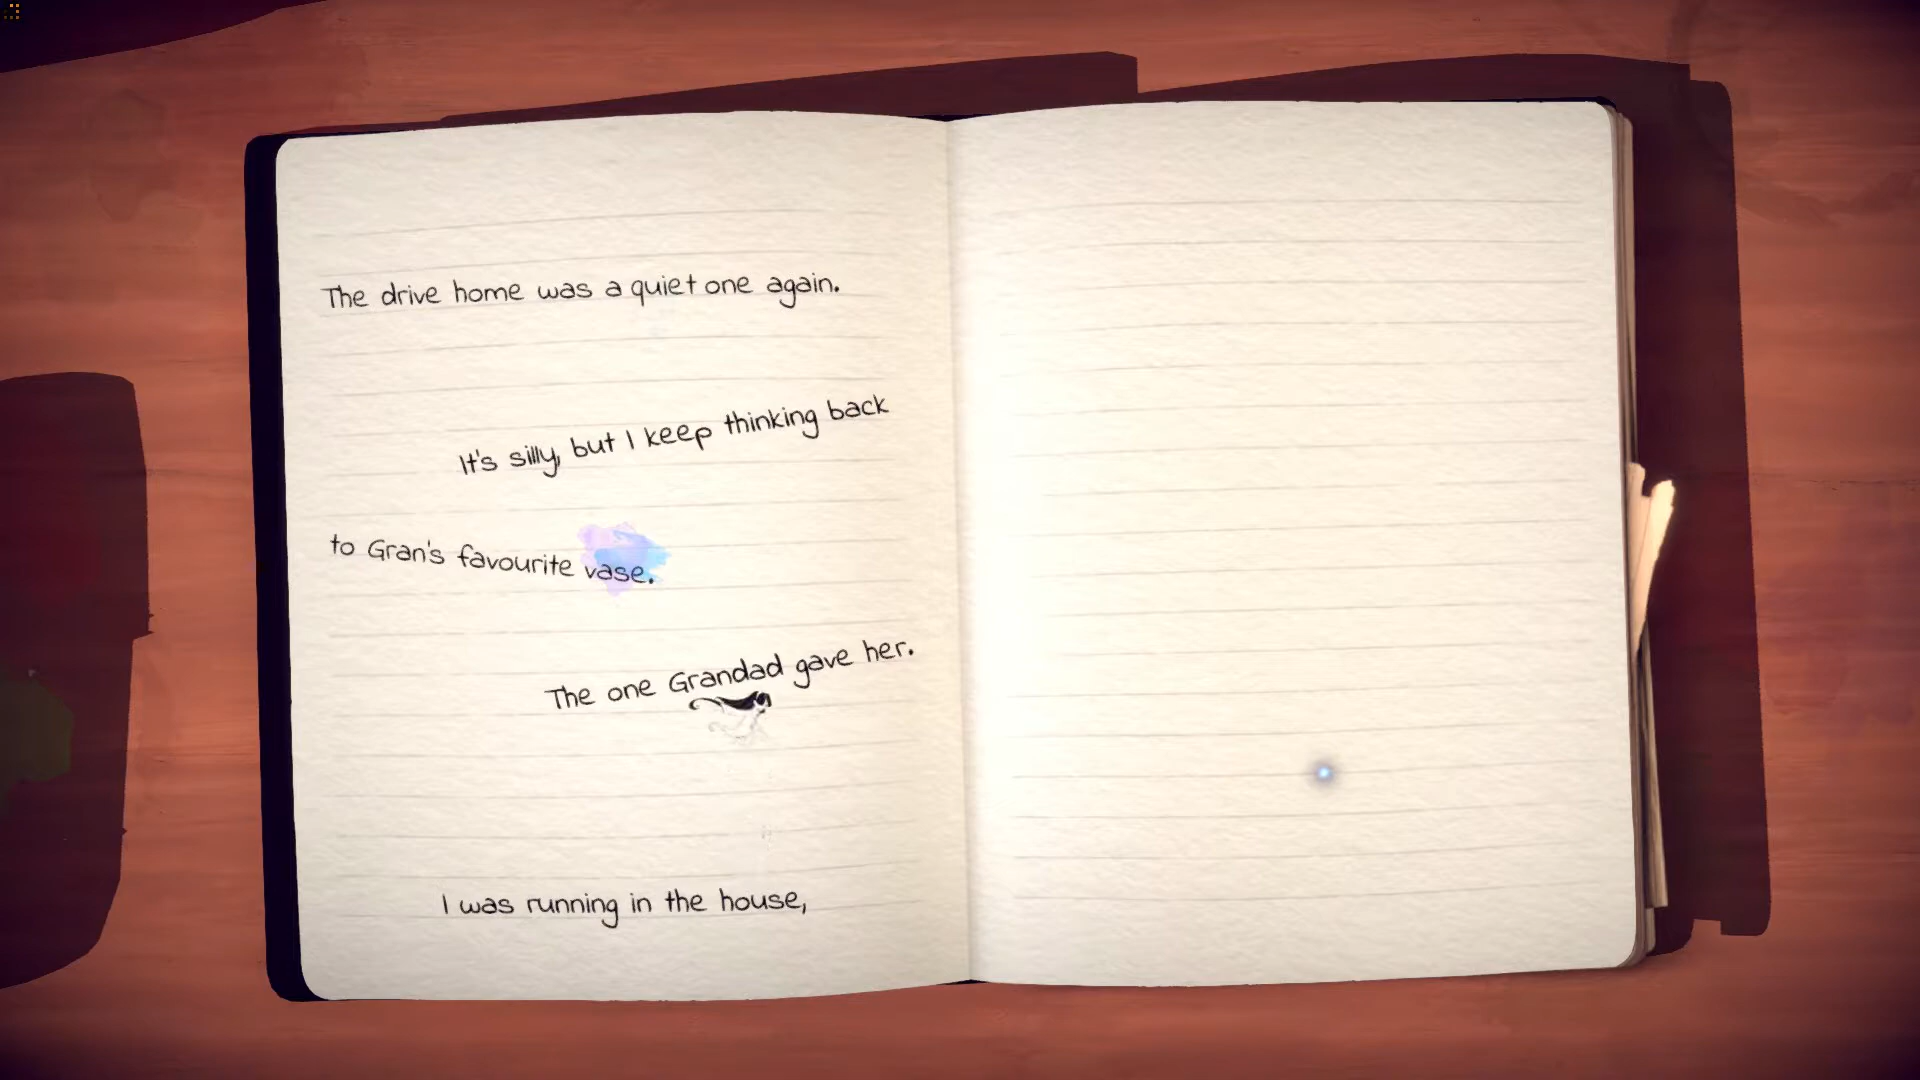 The drive home was a quiet one again.
It's silly, but I keep thinking back
to Gran's favourite vase.
The one Grandad gave her.
I was running in the house,